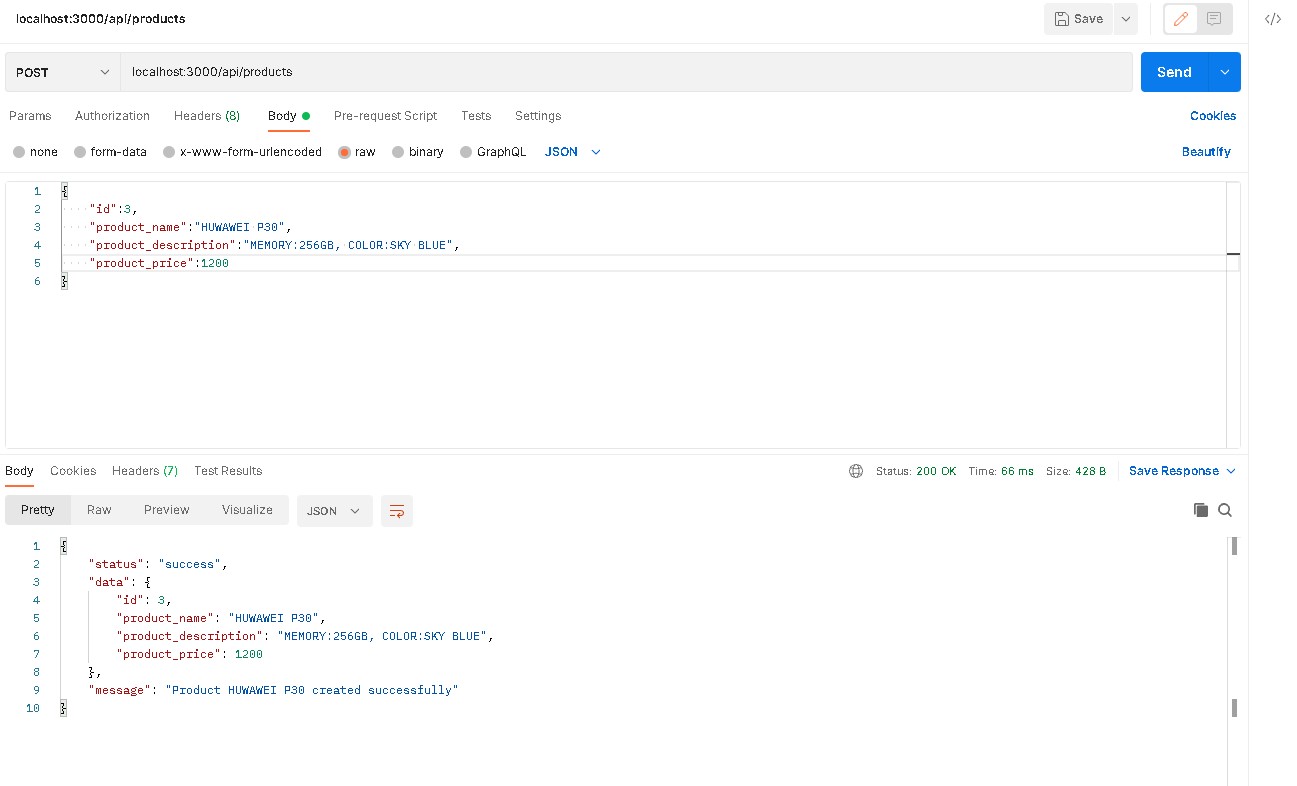 localhost:3000/api/products
Save
</>
POST localhost:3000/api/products Send
Params Authorization Headers (8) Body Pre-request Script Tests Settings Cookies
none form-data x-www-form-urlencoded raw binary GraphQL JSON Beautify
1 {
2 "id":3,
3 "product_name":"HUWAWEI P30",
4 "product_description":"MEMORY:256GB, COLOR:SKY BLUE",
5 "product_price":1200
6 }
Body Cookies Headers (7) Test Results Status: 200 OK Time: 66 ms Size: 428 B Save Response
Pretty Raw Preview Visualize JSON
1 {
2 "status": "success",
3 "data": {
4 "id": 3,
5 "product_name": "HUWAWEI P30",
6 "product_description": "MEMORY:256GB, COLOR:SKY BLUE",
7 "product_price": 1200
8 },
9 "message": "Product HUWAWEI P30 created successfully"
10 }